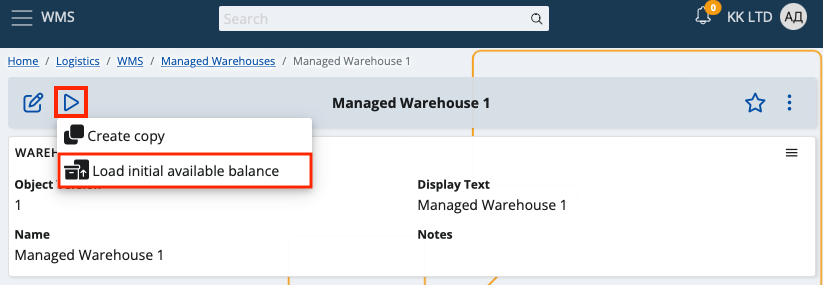 WMS
Search
0
KK LTD
АД
Home / Logistics / WMS / Managed Warehouses / Managed Warehouse 1
Managed Warehouse 1
Create copy
Load initial available balance
WAREH
Object Version
1
Display Text
Managed Warehouse 1
Name
Managed Warehouse 1
Notes